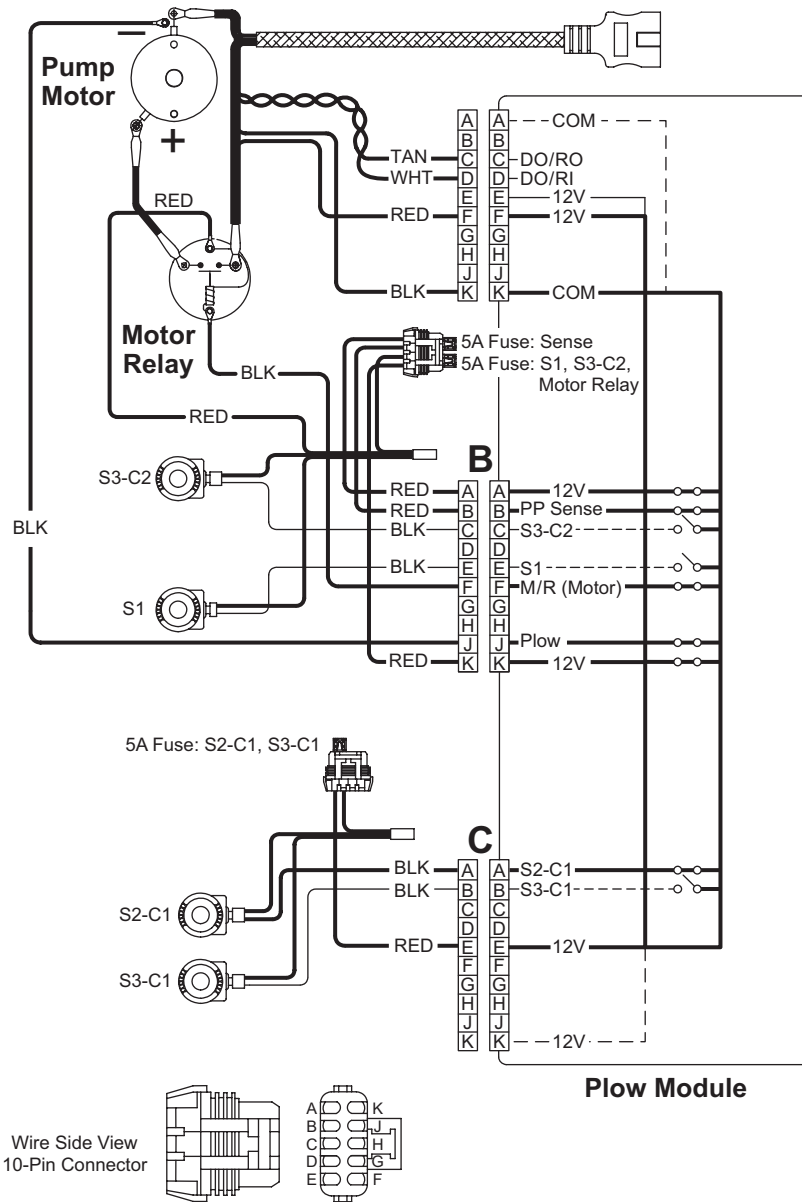 −
Pump
Motor
+
RED
TAN
WHT
RED
BLK
A A COM
B B
C C DO/RO
D D DO/RI
E E 12V
F F 12V
G G
H H
J J
K K COM
Motor
Relay
BLK
RED
5A Fuse: Sense
5A Fuse: S1, S3-C2,
Motor Relay
S3-C2
BLK
S1
B
RED A A 12V
RED B B PP Sense
BLK C C S3-C2
D D
BLK E E S1
F F M/R (Motor)
G G
H H
J J Plow
RED K K 12V
5A Fuse: S2-C1, S3-C1
C
BLK A A S2-C1
BLK B B S3-C1
C C
D D
RED E E 12V
F F
G G
H H
J J
K K 12V
S2-C1
S3-C1
Plow Module
Wire Side View
10-Pin Connector
A K
B J
C H
D G
E F